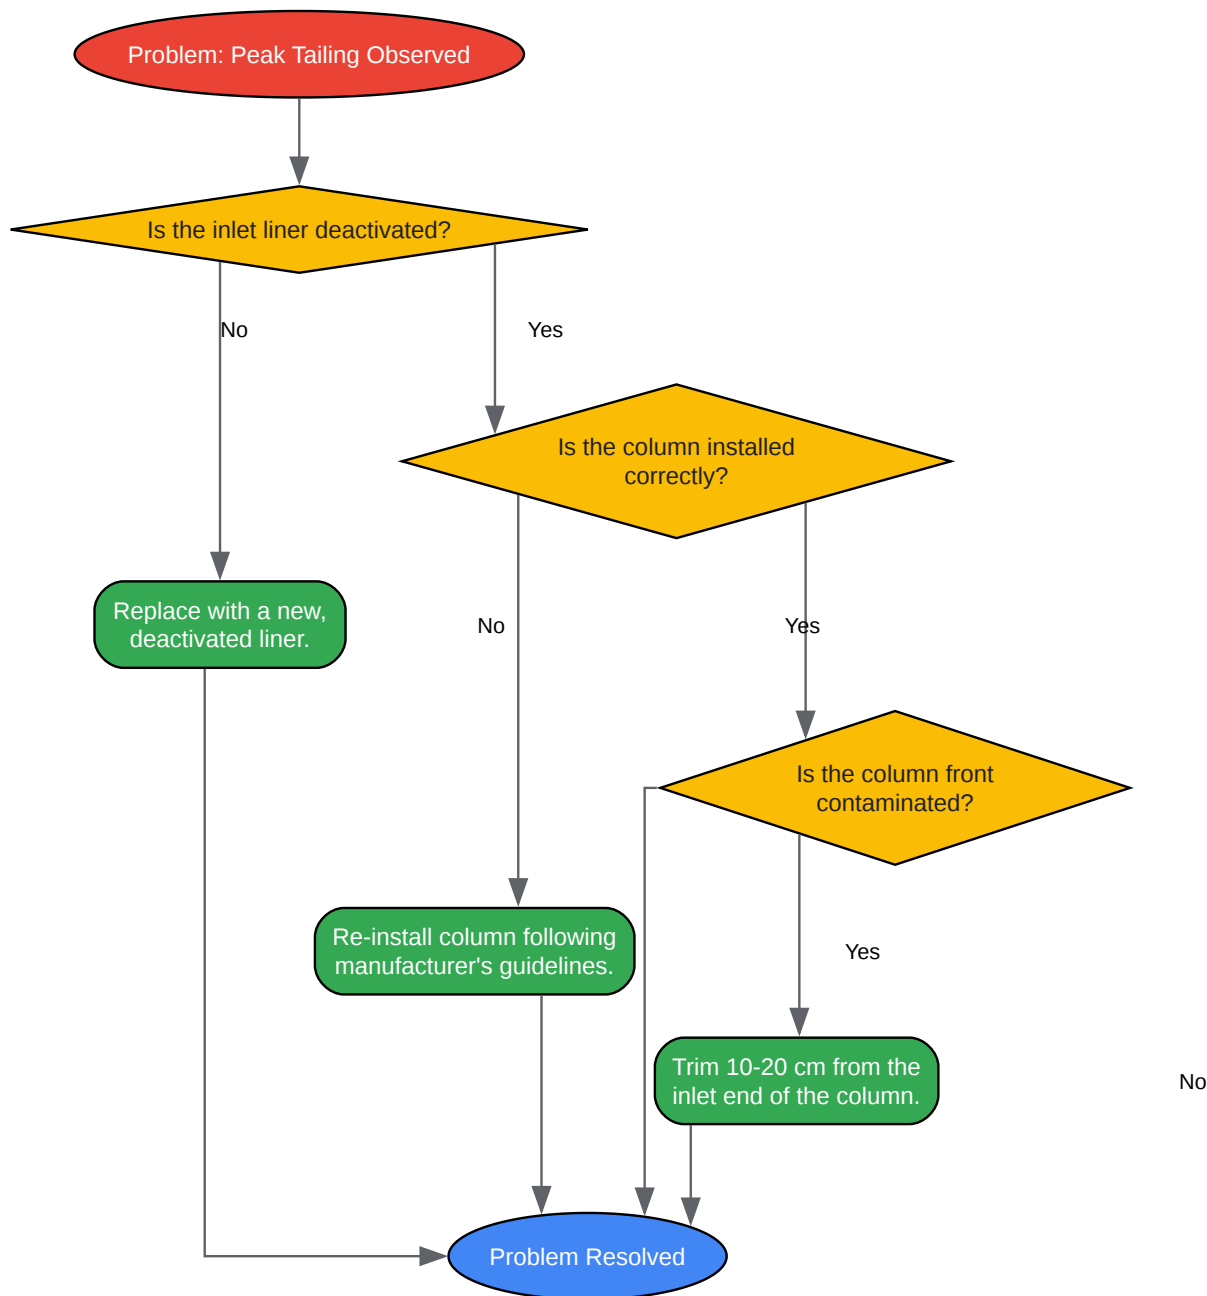 Problem: Peak Tailing Observed
Is the inlet liner deactivated?
No
Yes
Is the column installed
correctly?
Replace with a new,
deactivated liner.
No
Yes
Is the column front
contaminated?
Re-install column following
manufacturer's guidelines.
Yes
Trim 10-20 cm from the
inlet end of the column.
No
Problem Resolved